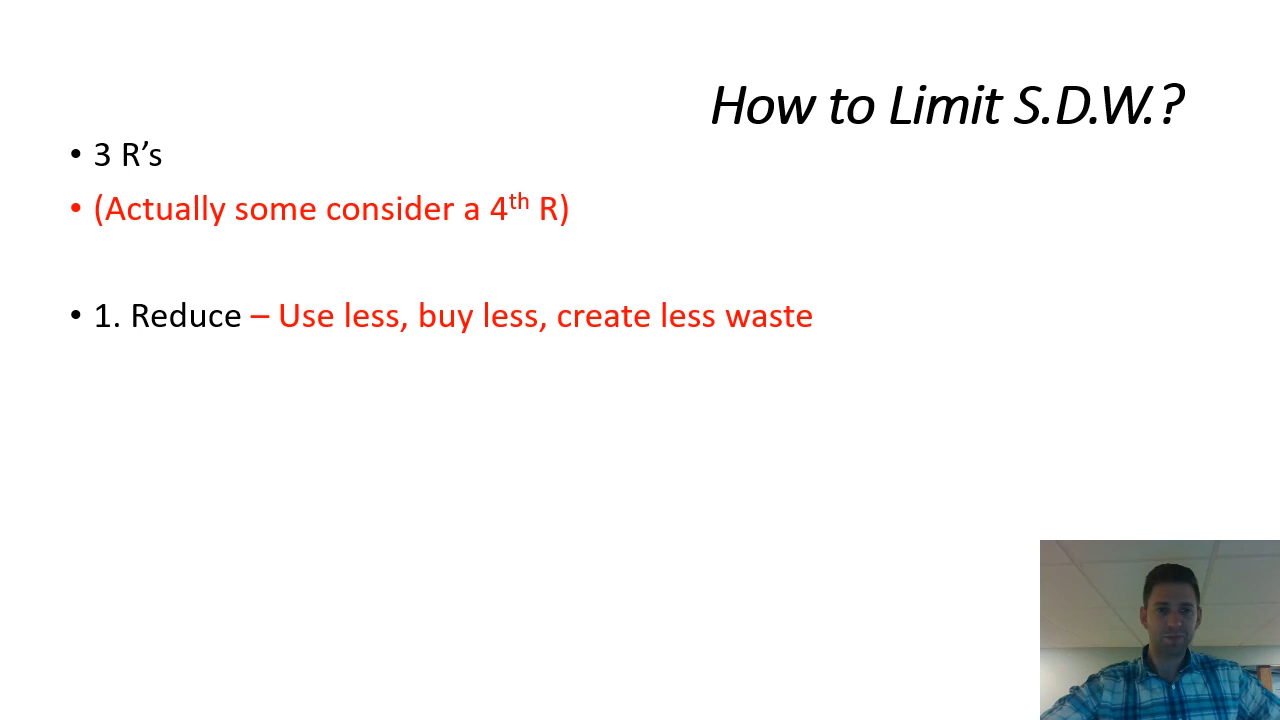 How to Limit S.D.W.?
• 3 R’s
• (Actually some consider a 4th R)
• 1. Reduce – Use less, buy less, create less waste